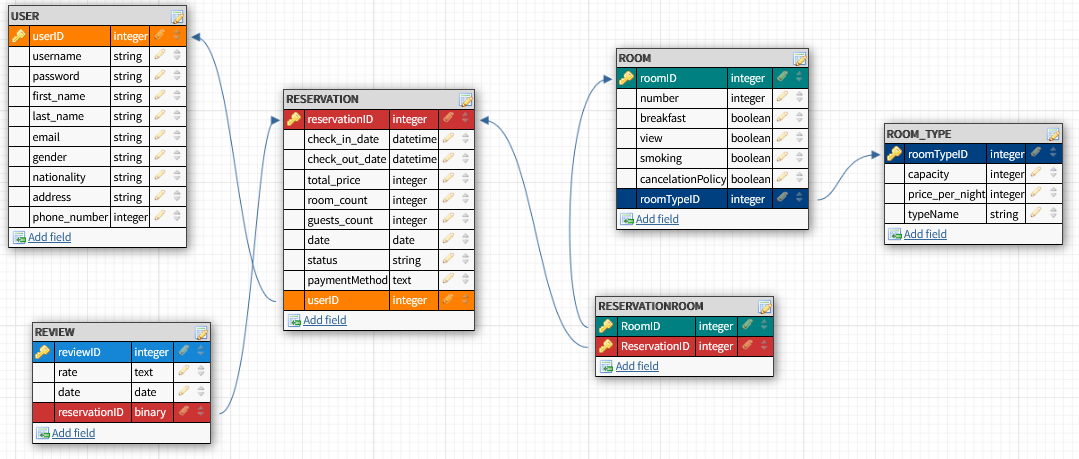 USER
userID integer
username string
password string
first_name string
last_name string
email string
gender string
nationality string
address string
phone_number integer
Add field
RESERVATION
reservationID integer
check_in_date datetime
check_out_date datetime
total_price integer
room_count integer
guests_count integer
date date
status string
paymentMethod text
userID integer
Add field
REVIEW
reviewID integer
rate text
date date
reservationID binary
Add field
ROOM
roomID integer
number integer
breakfast boolean
view boolean
smoking boolean
cancelationPolicy boolean
roomTypeID integer
Add field
RESERVATIONROOM
RoomID integer
ReservationID integer
Add field
ROOM_TYPE
roomTypeID integer
capacity integer
price_per_night integer
typeName string
Add field